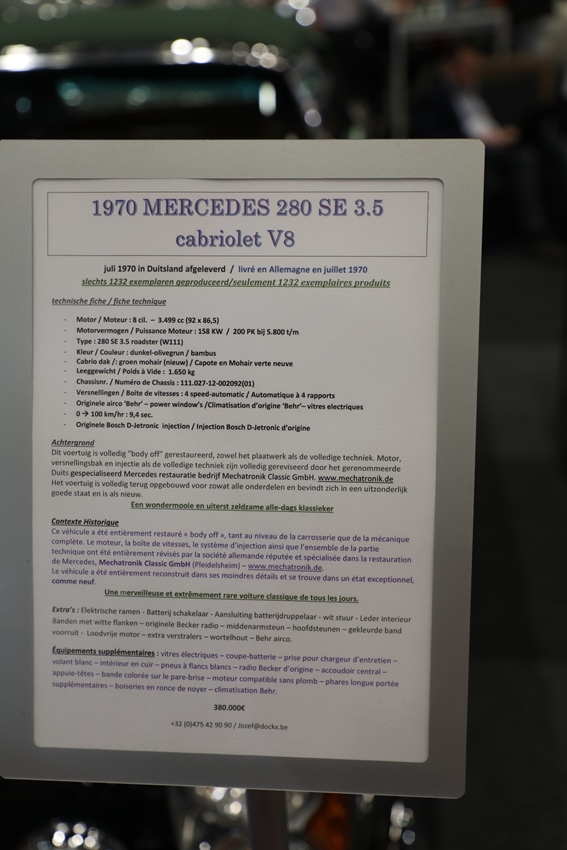 1970 MERCEDES 280 SE 3.5
cabriolet V8
juli 1970 in Duitsland afgeleverd / livré en Allemagne en juillet 1970
slechts 1232 exemplaren geproduceerd/seulement 1232 exemplaires produits
technische fiche / fiche technique
- Motor / Moteur : 8 cil. – 3.499 cc (92 x 86,5)
- Motorvermogen / Puissance Moteur : 158 KW / 200 PK bij 5.800 t/m
- Type : 280 SE 3.5 roadster (W111)
- Kleur / Couleur : dunkel-olivegrun / bambus
- Cabrio dak /: groen mohair (nieuw) / Capote en Mohair verte neuve
- Leeggewicht / Poids à Vide : 1.650 kg
- Chassisnr. / Numéro de Chassis : 111.027-12-002092(01)
- Versnellingen / Boite de vitesses : 4 speed-automatic / Automatique à 4 rapports
- Originele airco 'Behr' – power window's /Climatisation d'origine 'Behr'– vitres electriques
- 0 → 100 km/hr : 9,4 sec.
- Originele Bosch D-Jetronic injection / Injection Bosch D-Jetronic d'origine
Achtergrond
Dit voertuig is volledig "body off" gerestaureerd, zowel het plaatwerk als de volledige techniek. Motor,
versnellingsbak en injectie als de volledige techniek zijn volledig gereviseerd door het gerenommeerde
Duits gespecialiseerd Mercedes restauratie bedrijf Mechatronik Classic GmbH. www.mechatronik.de
Het voertuig is volledig terug opgebouwd voor zowat alle onderdelen en bevindt zich in een uitzonderlijk
goede staat en is als nieuw.
Een wondermooie en uiterst zeldzame alle-dags klassieker
Contexte Historique
Ce véhicule a été entièrement restauré « body off », tant au niveau de la carrosserie que de la mécanique
complète. Le moteur, la boîte de vitesses, le système d'injection ainsi que l'ensemble de la partie
technique ont été entièrement révisés par la société allemande réputée et spécialisée dans la restauration
de Mercedes, Mechatronik Classic GmbH (Pleidelsheim) – www.mechatronik.de.
Le véhicule a été entièrement reconstruit dans ses moindres détails et se trouve dans un état exceptionnel,
comme neuf.
Une merveilleuse et extrêmement rare voiture classique de tous les jours.
Extra's : Elektrische ramen - Batterij schakelaar - Aansluiting batterijdruppelaar - wit stuur - Leder interieur
Banden met witte flanken – originele Becker radio – middenarmsteun – hoofdsteunen – gekleurde band
voorruit - Loodvrije motor – extra verstralers – wortelhout – Behr airco.
Équipements supplémentaires : vitres électriques – coupe-batterie – prise pour chargeur d'entretien –
volant blanc – intérieur en cuir – pneus à flancs blancs – radio Becker d'origine – accoudoir central –
appuie-têtes – bande colorée sur le pare-brise – moteur compatible sans plomb – phares longue portée
supplémentaires – boiseries en ronce de noyer – climatisation Behr.
380.000€
+32 (0)475 42 90 90 / Jozef@dockx.be